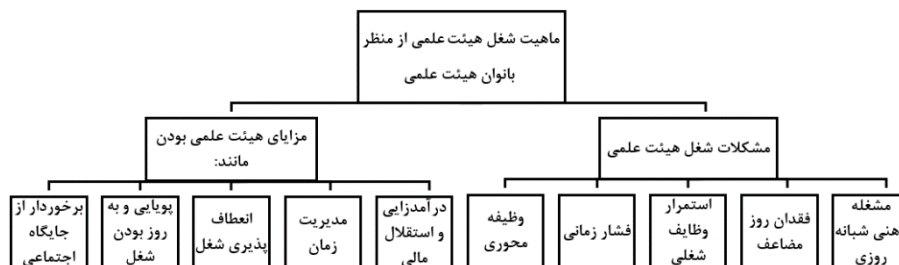 ماهیت شغل هیئت علمی از منظر
بانوان هیئت علمی
مشکلات شغل هیئت علمی
مزایای هیئت علمی بودن
مانند:
مشغله
هنی شبانه
روزی
فقدان روز
مضاعف
استمرار
وظایف
شغلی
فشار زمانی
وظیفه
محوری
درآمدزایی
و استقلال
مالی
مدیریت
زمان
انعطاف
پذیری شغل
پویایی و به
روز بودن
شغل
برخوردار از
جایگاه
اجتماعی